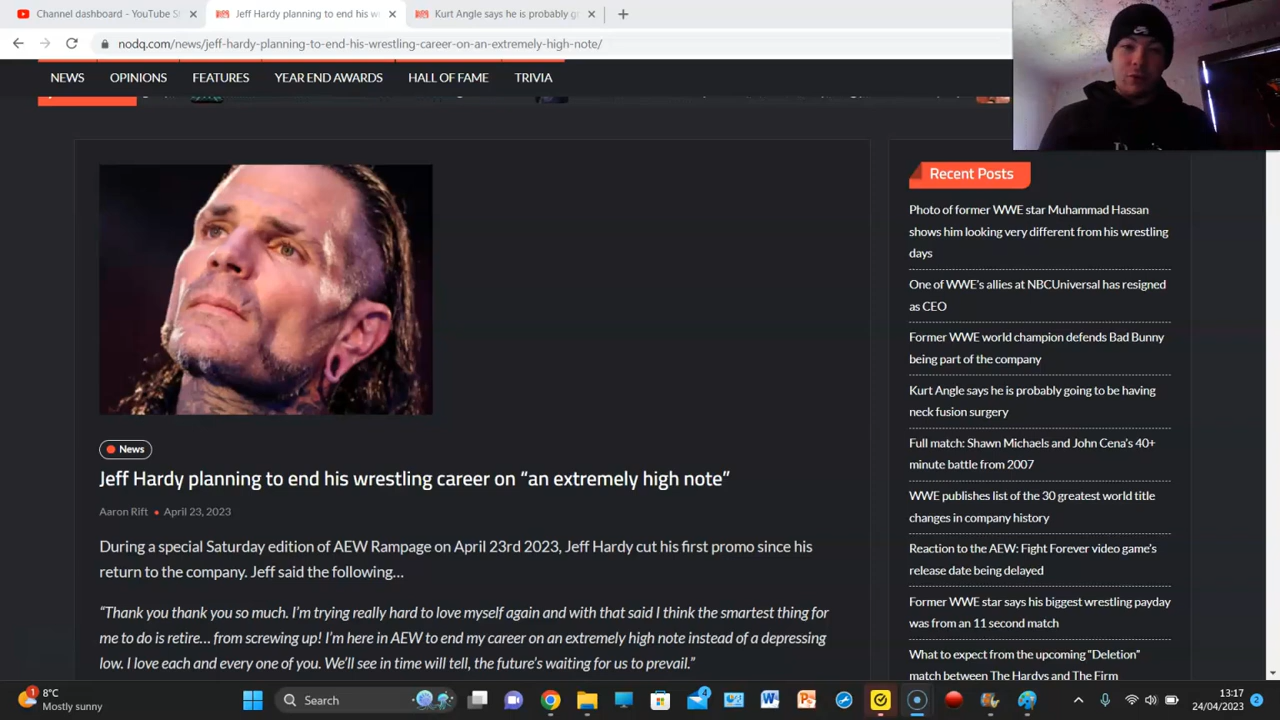 Channel dashboard - YouTube St
Jeff Hardy planning to end his w
Kurt Angle says he is probably g
nodq.com/news/jeff-hardy-planning-to-end-his-wrestling-career-on-an-extremely-high-note/
NEWS OPINIONS FEATURES YEAR END AWARDS HALL OF FAME TRIVIA
News
Jeff Hardy planning to end his wrestling career on “an extremely high note”
Aaron Rift April 23, 2023
During a special Saturday edition of AEW Rampage on April 23rd 2023, Jeff Hardy cut his first promo since his
return to the company. Jeff said the following…
“Thank you thank you so much. I’m trying really hard to love myself again and with that said I think the smartest thing for
me to do is retire… from screwing up! I’m here in AEW to end my career on an extremely high note instead of a depressing
low. I love each and every one of you. We’ll see in time will tell, the future’s waiting for us to prevail.”
Recent Posts
Photo of former WWE star Muhammad Hassan
shows him looking very different from his wrestling
days
One of WWE’s allies at NBCUniversal has resigned
as CEO
Former WWE world champion defends Bad Bunny
being part of the company
Kurt Angle says he is probably going to be having
neck fusion surgery
Full match: Shawn Michaels and John Cena’s 40+
minute battle from 2007
WWE publishes list of the 30 greatest world title
changes in company history
Reaction to the AEW: Fight Forever video game’s
release date being delayed
Former WWE star says his biggest wrestling payday
was from an 11 second match
What to expect from the upcoming "Deletion"
match between The Hardys and The Firm
1
8°C
Mostly sunny
Search
4
13:17
24/04/2023
2